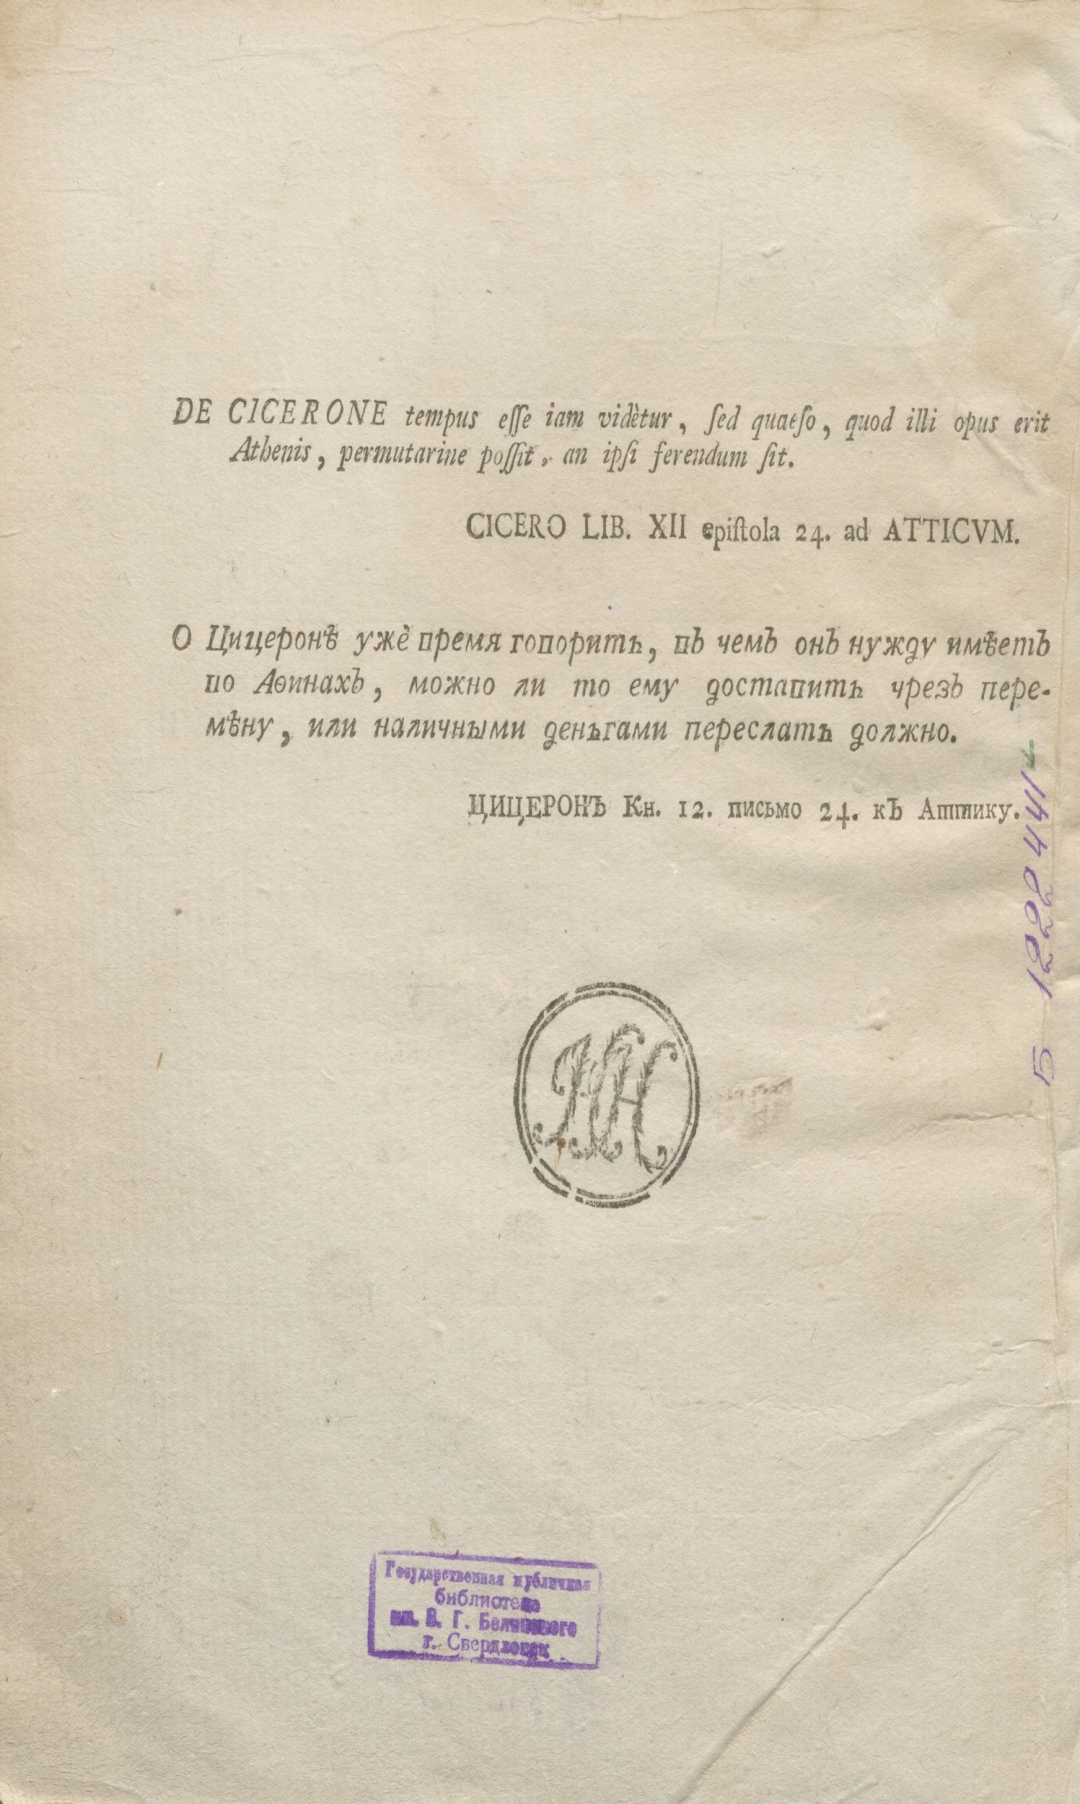 DE CICERONE tempus eſſe iam vidètur, ſed quaeſo, quod illi opus erit
Athenis, permutarine poſſit, an ipſi ferendum ſit.
CICERO LIB. XII epiſtola 24. ad ATTICVM.
О Цицеронѣ ужѐ время говорить, въ чемъ онъ нужду имѣетъ
во Аѳинахъ, можно ли то ему доставить чрезъ пере-
мѣну, или наличными деньгами переслать должно.
ЦИЦЕРОНЪ Кн. 12. письмо 24. къ Аттику.
Б 122441
Государственная публичная
библиотека
им. В. Г. Белинского
г. Свердловск